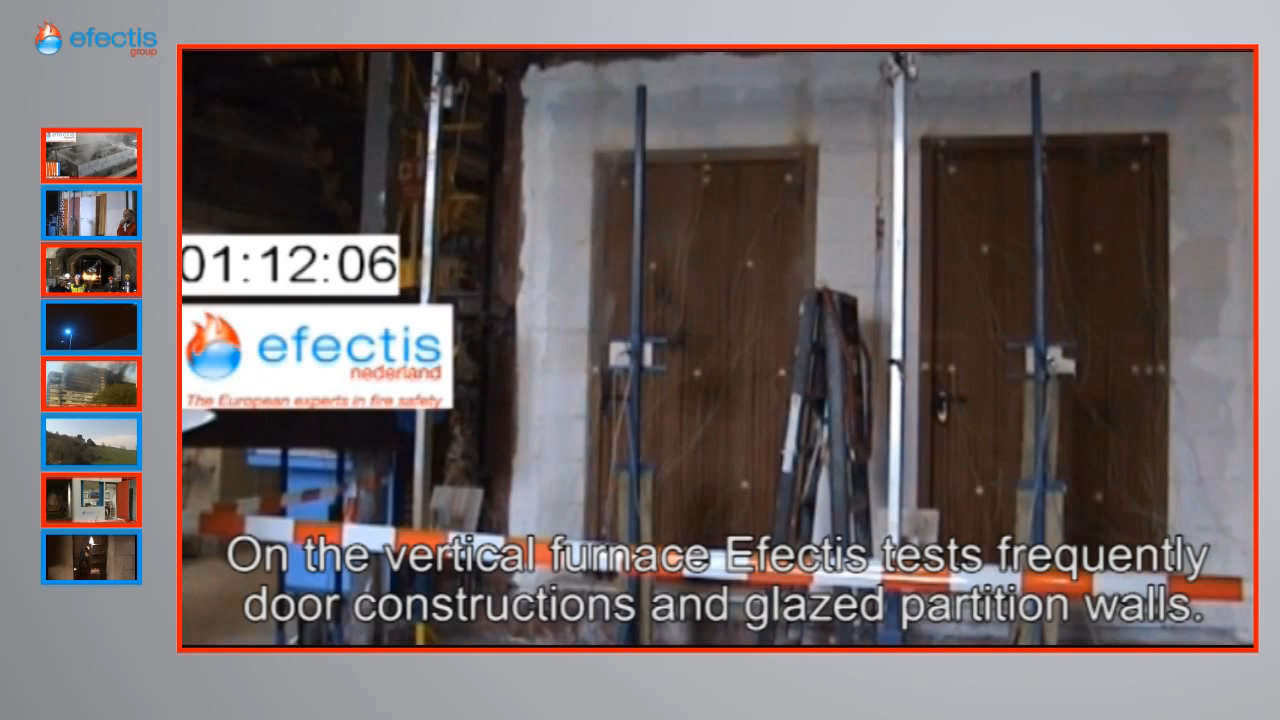 efectis
group
01:12:06
efectis
nederland
The European experts in fire safety
On the vertical furnace Efectis tests frequently
door constructions and glazed partition walls.